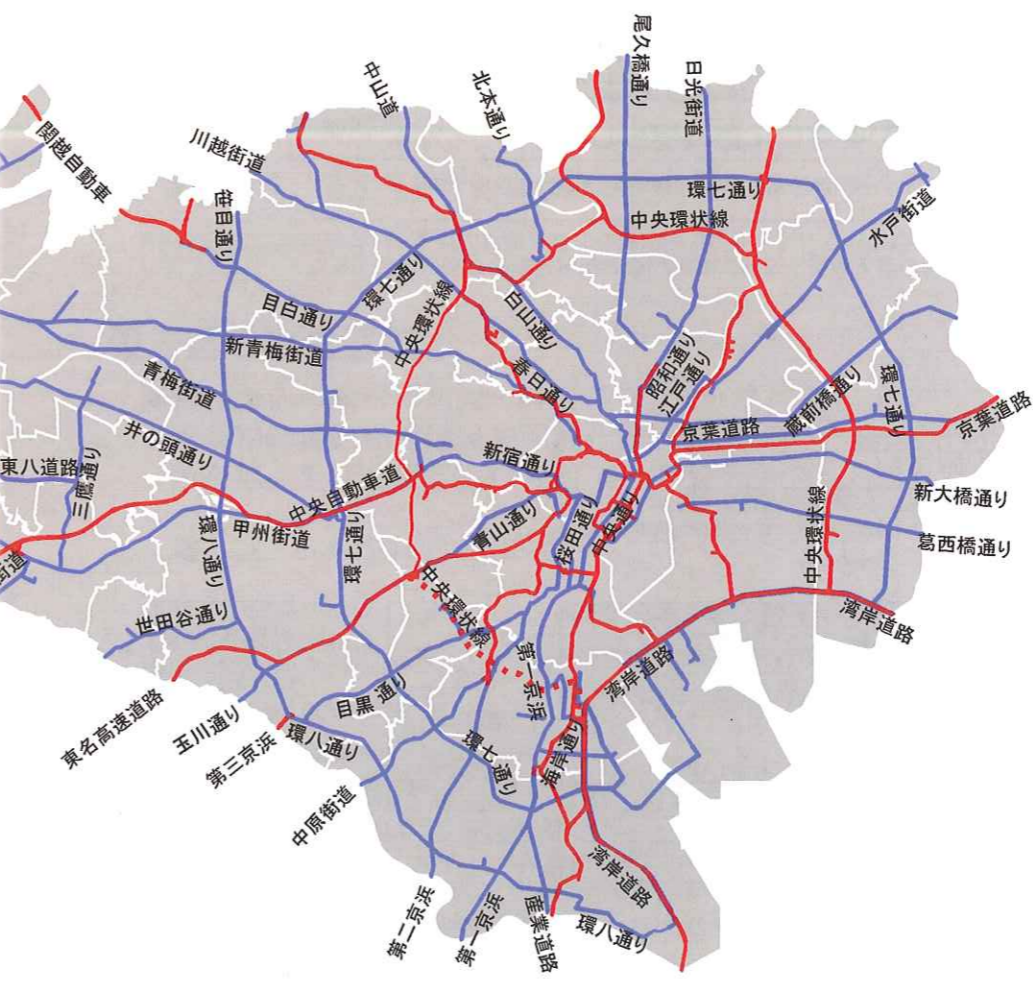 尾久橋通り
日光街道
中山道
北本通り
関越自動車
川越街道
笹目通り
環七通り
中央環状線
水戸街道
環七通り
目白通り
中央環状線
白山通り
新青梅街道
春日通り
昭和通り
江戸通り
青梅街道
蔵前橋通り
環七通り
京葉道路
京葉道路
井の頭通り
新宿通り
東八道路
三鷹通り
中央自動車道
新大橋通り
甲州街道
環八通り
環七通り
青山通り
桜田通り
中央通り
中央環状線
葛西橋通り
街道
中央環状線
世田谷通り
湾岸道路
第一京浜
湾岸道路
東名高速道路
玉川通り
目黒通り
第三京浜
環八通り
環七通り
海岸通り
中原街道
湾岸道路
第二京浜
第一京浜
産業道路
環八通り